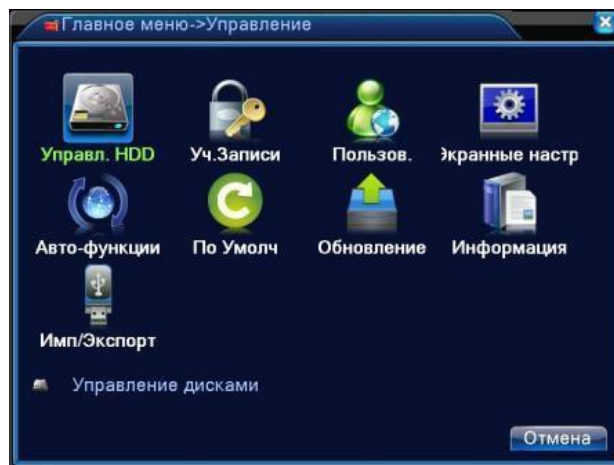 Главное меню->Управление
Управл. HDD Уч.Записи Пользов. Экранные настр
Авто-функции По Умолч Обновление Информация
Имп/Экспорт
Управление дисками
Отмена